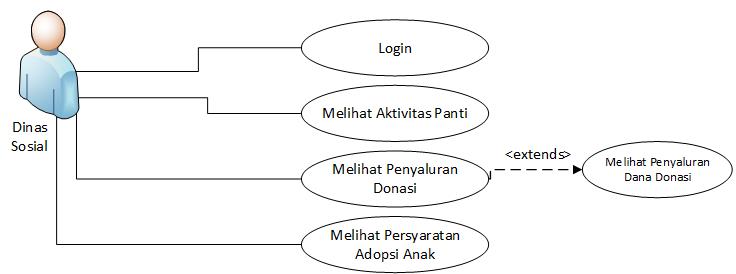 Dinas
Sosial
Login
Melihat Aktivitas Panti
Melihat Penyaluran
Donasi
<extends>
Melihat Penyaluran
Dana Donasi
Melihat Persyaratan
Adopsi Anak